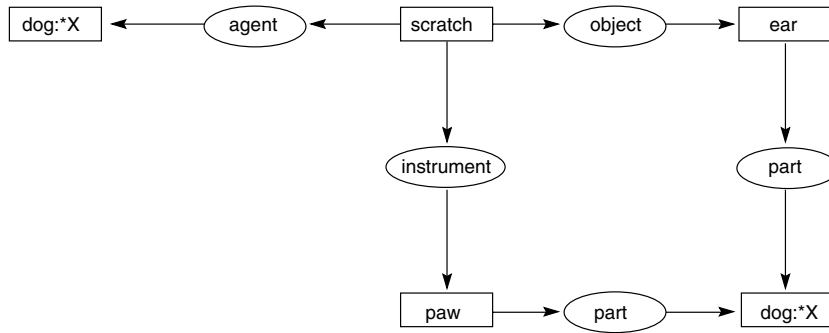 dog:*X agent scratch object ear
instrument part
paw part dog:*X